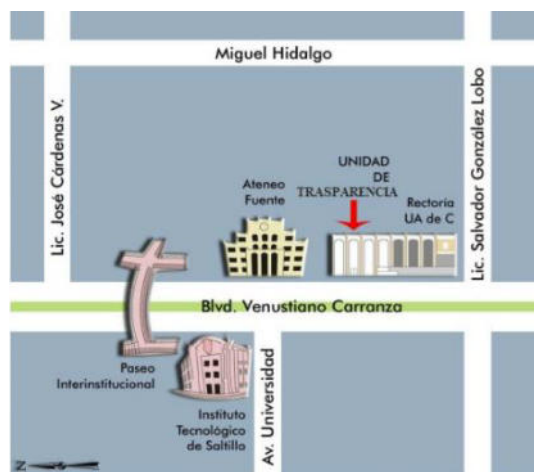 Miguel Hidalgo
Lic. José Cárdenas V.
Lic. Salvador González Lobo
UNIDAD
DE
TRASPARENCIA
Ateneo
Fuente
Rectoría
UA de C
Blvd. Venustiano Carranza
Paseo
Interinstitucional
Instituto
Tecnológico
de Saltillo
Av. Universidad
N